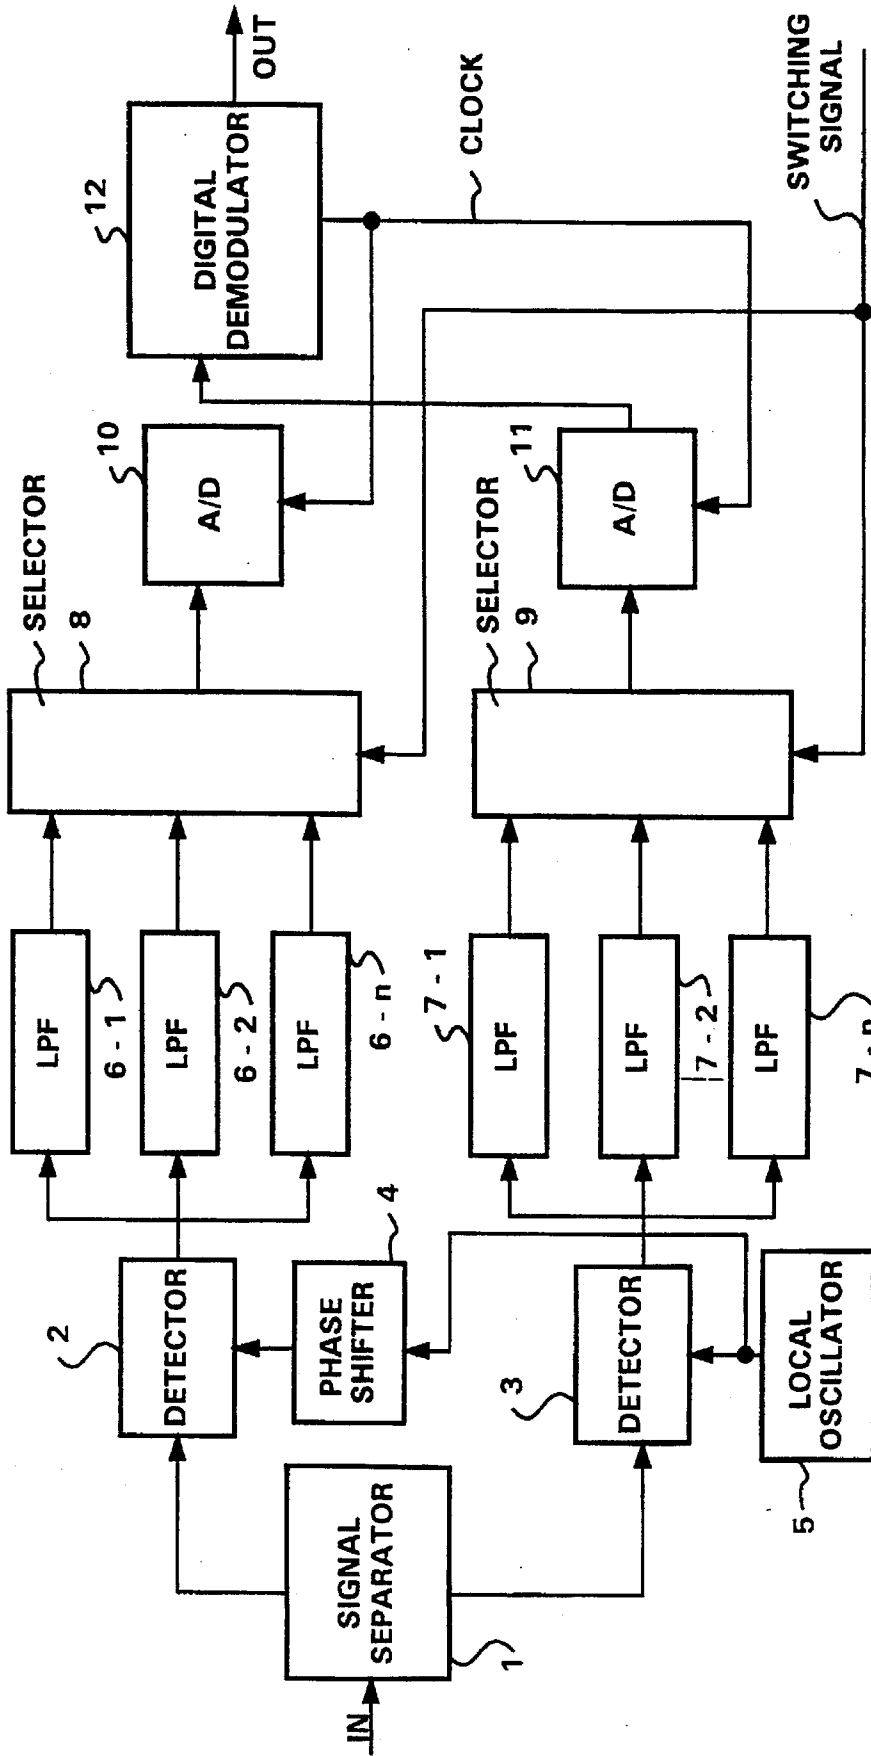 IN
SIGNAL
SEPARATOR
1
DETECTOR
2
PHASE
SHIFTER
4
DETECTOR
3
LOCAL
OSCILLATOR
5
LPF
6 - 1
LPF
6 - 2
LPF
6 - n
LPF
7 - 1
LPF
7 - 2
LPF
7 - n
SELECTOR
8
SELECTOR
9
A/D
10
A/D
11
DIGITAL
DEMODULATOR
12
OUT
CLOCK
SWITCHING
SIGNAL